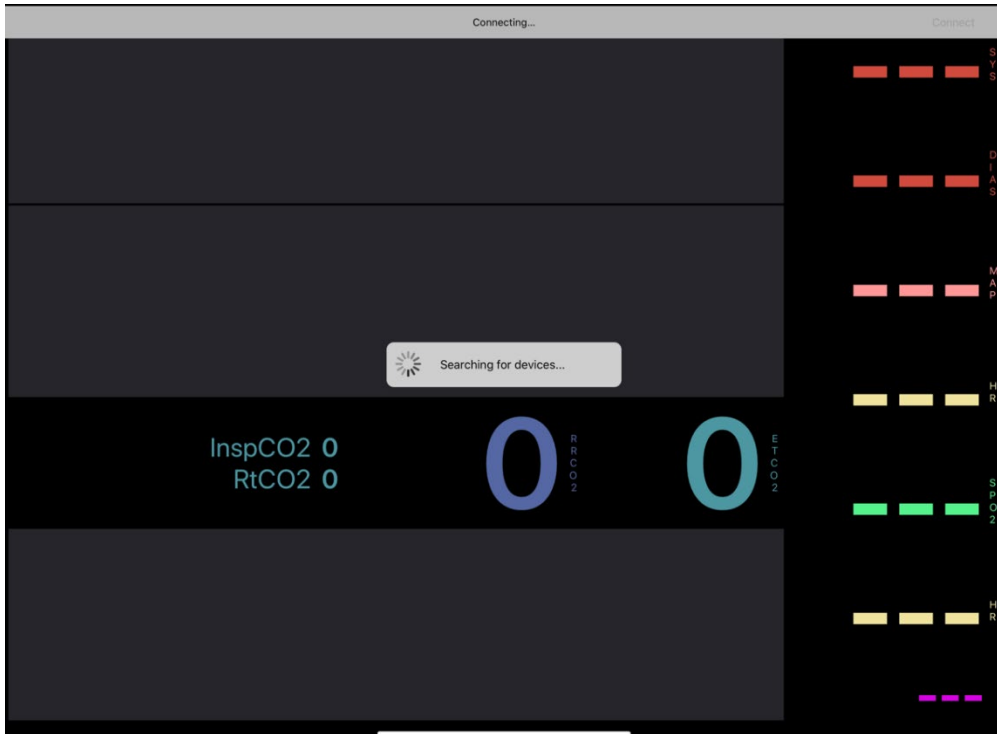 Connecting...
Connect
SYS
DIAS
MAP
Searching for devices...
HR
InspCO2 0
RtCO2 0
0 RRCO2
0 ETCO2
SPO2
HR